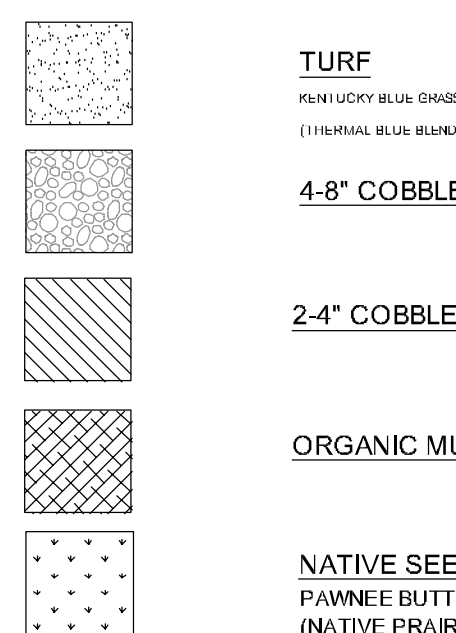 TURF
KENTUCKY BLUE GRASS
(THERMAL BLUE BLEND
4-8" COBBLE
2-4" COBBLE
ORGANIC MU
NATIVE SEE
PAWNEE BUTT
(NATIVE PRAIR